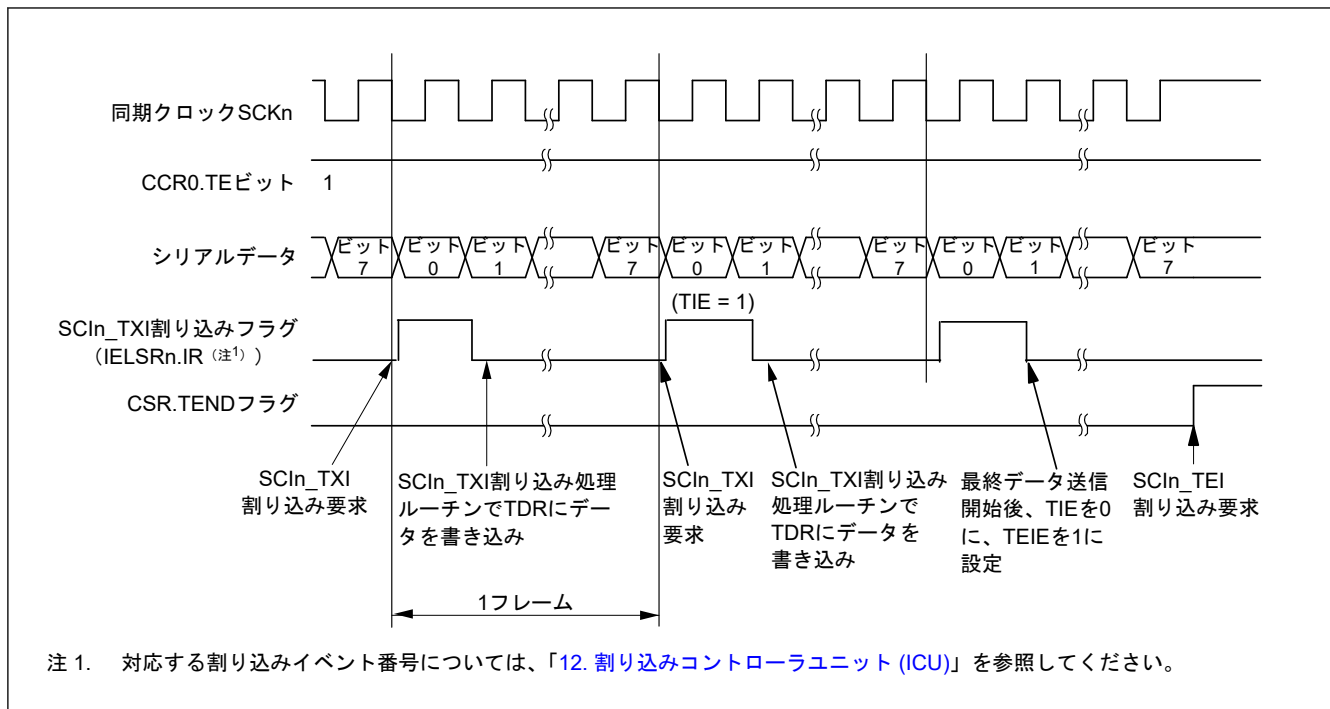 同期クロックSCKn
CCR0.TEビット 1
シリアルデータ
ビット 7
ビット 0
ビット 1
ビット 7
ビット 0
ビット 1
ビット 7
ビット 0
ビット 1
ビット 7
(TIE = 1)
SCIn_TXI割り込みフラグ
(IELSRn.IR (注1) )
CSR.TENDフラグ
SCIn_TXI
割り込み要求
SCIn_TXI割り込み処理
ルーチンでTDRにデー
タを書き込み
SCIn_TXI
割り込み
要求
SCIn_TXI割り込み
処理ルーチンで
TDRにデータを
書き込み
最終データ送信
開始後、TIEを0
に、TEIEを1に
設定
SCIn_TEI
割り込み要求
1フレーム
注 1. 対応する割り込みイベント番号については、「12. 割り込みコントローラユニット (ICU)」を参照してください。